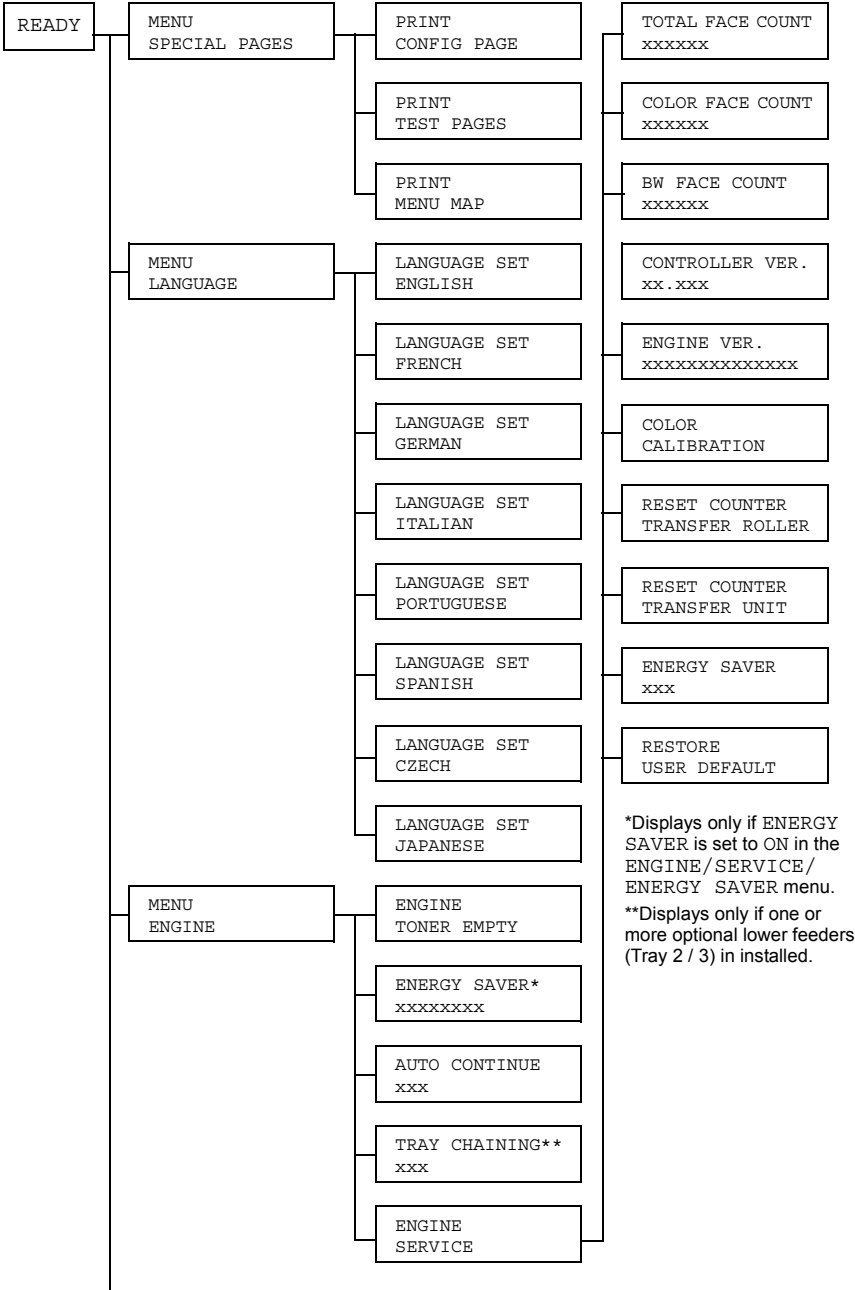 READY
MENU
SPECIAL PAGES
PRINT
CONFIG PAGE
PRINT
TEST PAGES
PRINT
MENU MAP
MENU
LANGUAGE
LANGUAGE SET
ENGLISH
LANGUAGE SET
FRENCH
LANGUAGE SET
GERMAN
LANGUAGE SET
ITALIAN
LANGUAGE SET
PORTUGUESE
LANGUAGE SET
SPANISH
LANGUAGE SET
CZECH
LANGUAGE SET
JAPANESE
MENU
ENGINE
ENGINE
TONER EMPTY
ENERGY SAVER*
xxxxxxxx
AUTO CONTINUE
xxx
TRAY CHAINING**
xxx
ENGINE
SERVICE
TOTAL FACE COUNT
xxxxxx
COLOR FACE COUNT
xxxxxx
BW FACE COUNT
xxxxxx
CONTROLLER VER.
xx.xxx
ENGINE VER.
xxxxxxxxxxxxxx
COLOR
CALIBRATION
RESET COUNTER
TRANSFER ROLLER
RESET COUNTER
TRANSFER UNIT
ENERGY SAVER
xxx
RESTORE
USER DEFAULT
*Displays only if ENERGY
SAVER is set to ON in the
ENGINE/SERVICE/
ENERGY SAVER menu.
**Displays only if one or
more optional lower feeders
(Tray 2 / 3) in installed.